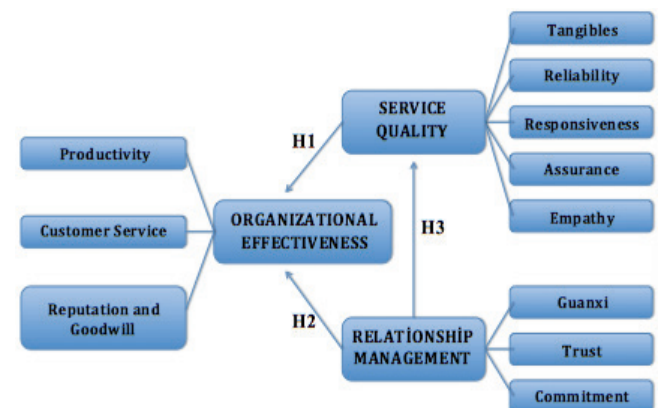 Tangibles
Reliability
SERVICE
QUALITY
Responsiveness
H1
Productivity
Assurance
Empathy
ORGANIZATIONAL
EFFECTIVENESS
Customer Service
H3
Reputation and
Goodwill
H2
Guanxi
RELATİONSHİP
MANAGEMENT
Trust
Commitment